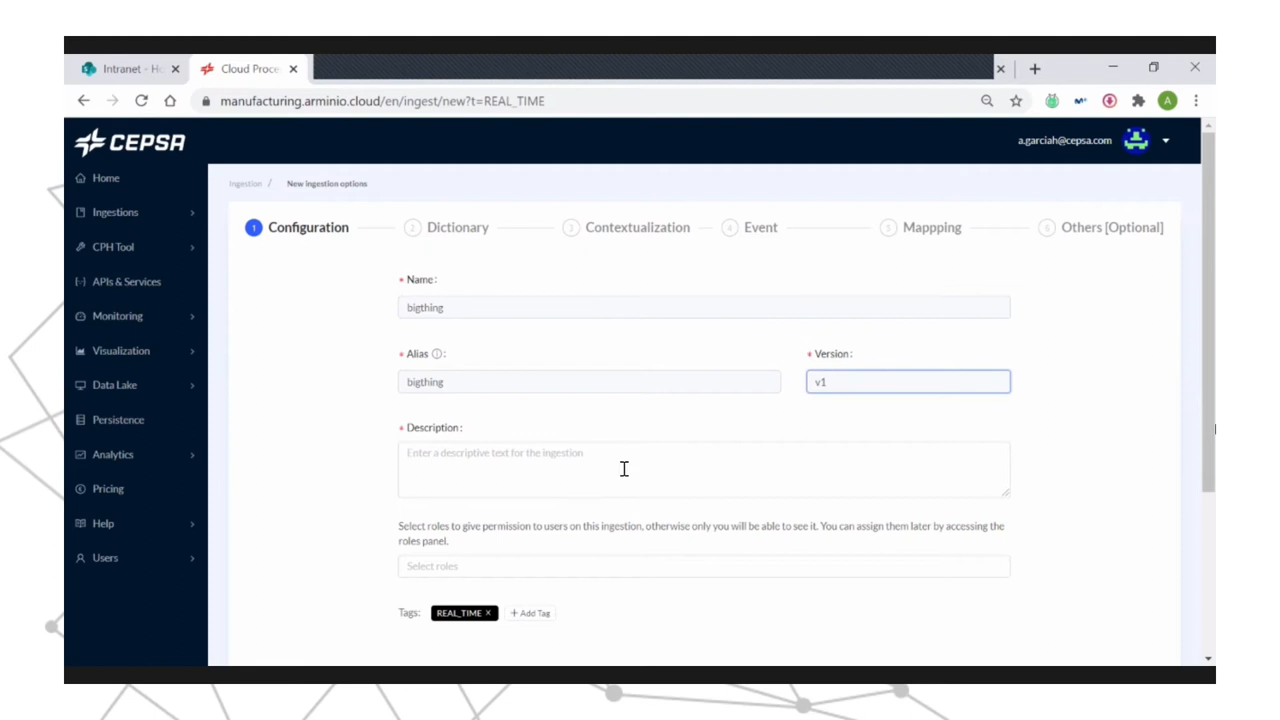 Intranet - Ho
Cloud Proce
manufacturing.arminio.cloud/en/ingest/new?t=REAL_TIME
A
CEPSA
a.garciah@cepsa.com
Home
Ingestions
CPH Tool
APIs & Services
Monitoring
Visualization
Data Lake
Persistence
Analytics
Pricing
Help
Users
Ingestion / New ingestion options
1 Configuration
2 Dictionary
3 Contextualization
4 Event
5 Mappping
6 Others [Optional]
* Name:
bigthing
* Alias ⓘ:
* Version:
bigthing
v1
* Description:
Enter a descriptive text for the ingestion
Select roles to give permission to users on this ingestion, otherwise only you will be able to see it. You can assign them later by accessing the
roles panel.
Select roles
Tags: REAL_TIME × + Add Tag